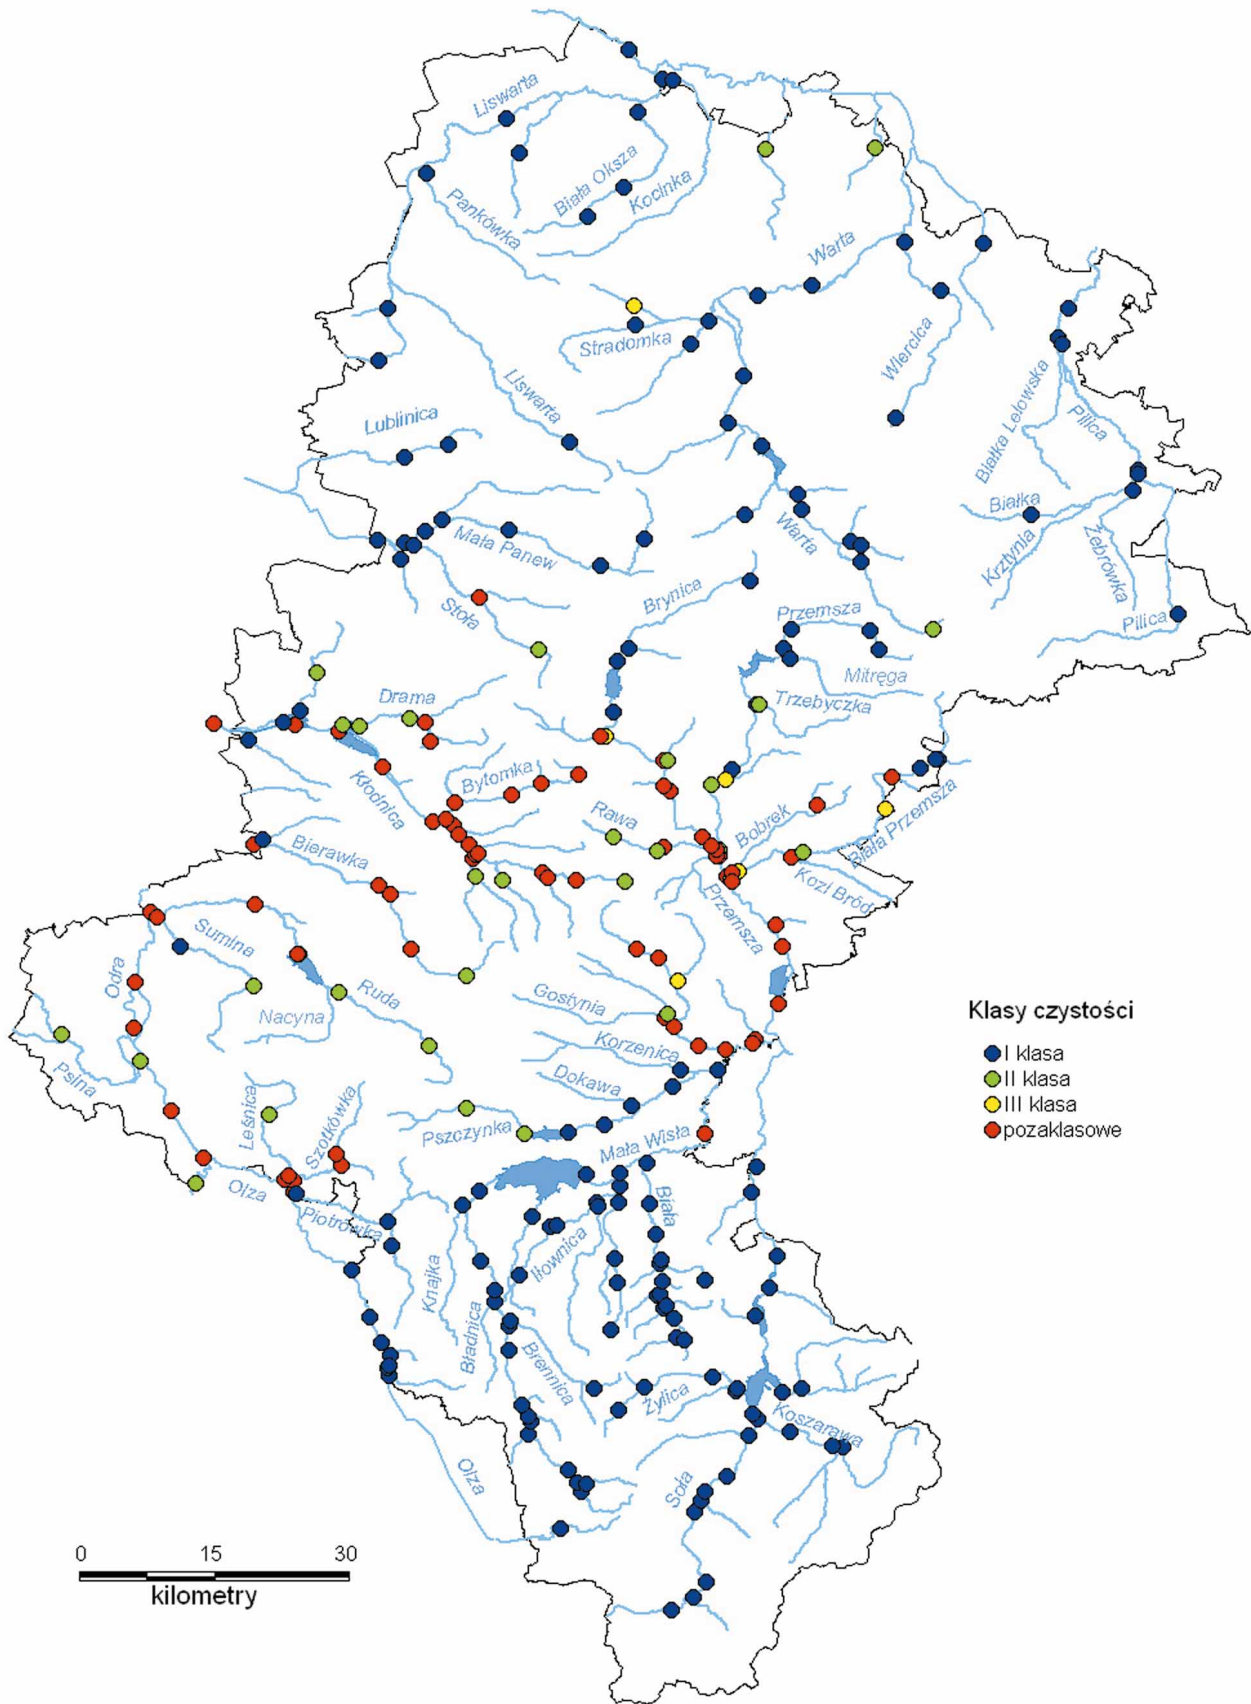 Liswarta
Biała Oksza
Kocinka
Pankówka
Warta
Stradomka
Wiercica
Liswarta
Białka Lelowska
Pilica
Lublinica
Białka
Mała Panew
Warta
Krztynia
Żebrówka
Brynica
Stoła
Przemsza
Pilica
Mitręga
Drama
Trzebyczka
Bytomka
Kłodnica
Rawa
Bobrek
Biała Przemsza
Bierawka
Kozi Bród
Przemsza
Sumina
Odra
Ruda
Gostynia
Nacyna
Korzenica
Psina
Dokawa
Leśnica
Szotkówka
Pszczynka
Mała Wisła
Olza
Biała
Piotrówka
Iłownica
Knajka
Bładnica
Brennica
Żylica
Koszarawa
Olza
Soła
Klasy czystości
I klasa
II klasa
III klasa
pozaklasowe
0 15 30
kilometry